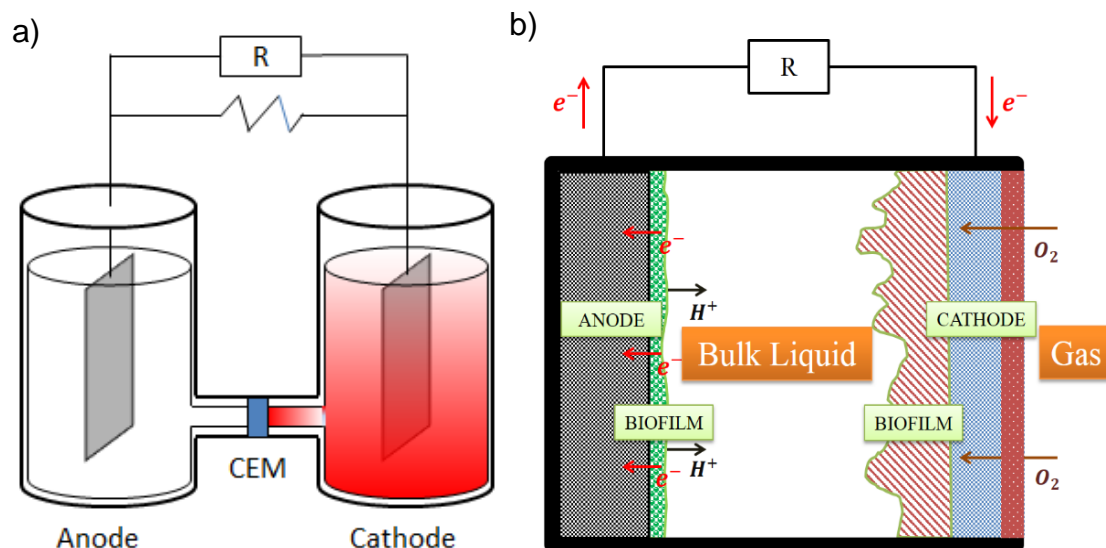 a)
R
CEM
Anode
Cathode
b)
R
e⁻
e⁻
e⁻
O₂
H⁺
ANODE
CATHODE
e⁻
Bulk Liquid
Gas
BIOFILM
BIOFILM
e⁻
H⁺
O₂